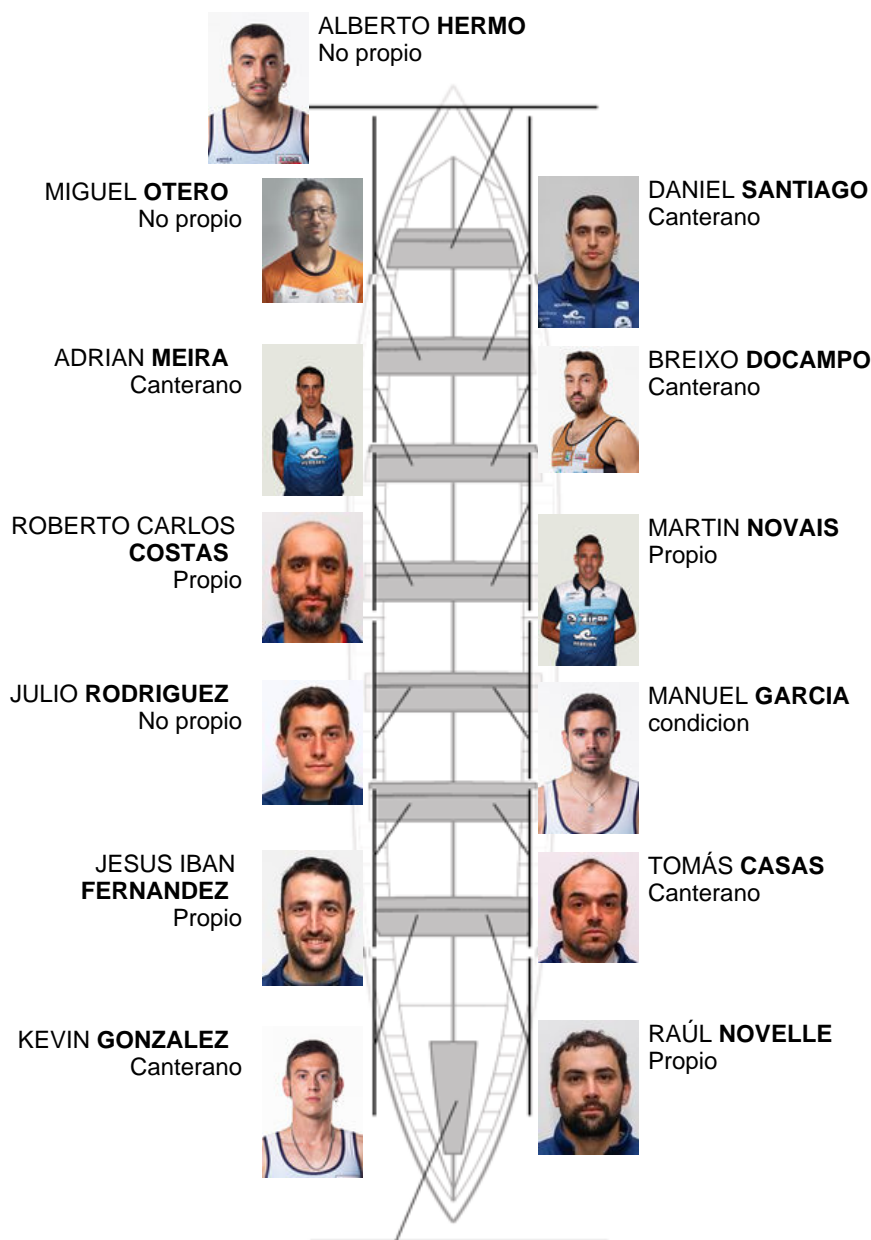 ALBERTO HERMO
No propio
MIGUEL OTERO
No propio
DANIEL SANTIAGO
Canterano
ADRIAN MEIRA
Canterano
BREIXO DOCAMPO
Canterano
ROBERTO CARLOS
COSTAS
Propio
MARTIN NOVAIS
Propio
JULIO RODRIGUEZ
No propio
MANUEL GARCIA
condicion
JESUS IBAN
FERNANDEZ
Propio
TOMÁS CASAS
Canterano
KEVIN GONZALEZ
Canterano
RAÚL NOVELLE
Propio